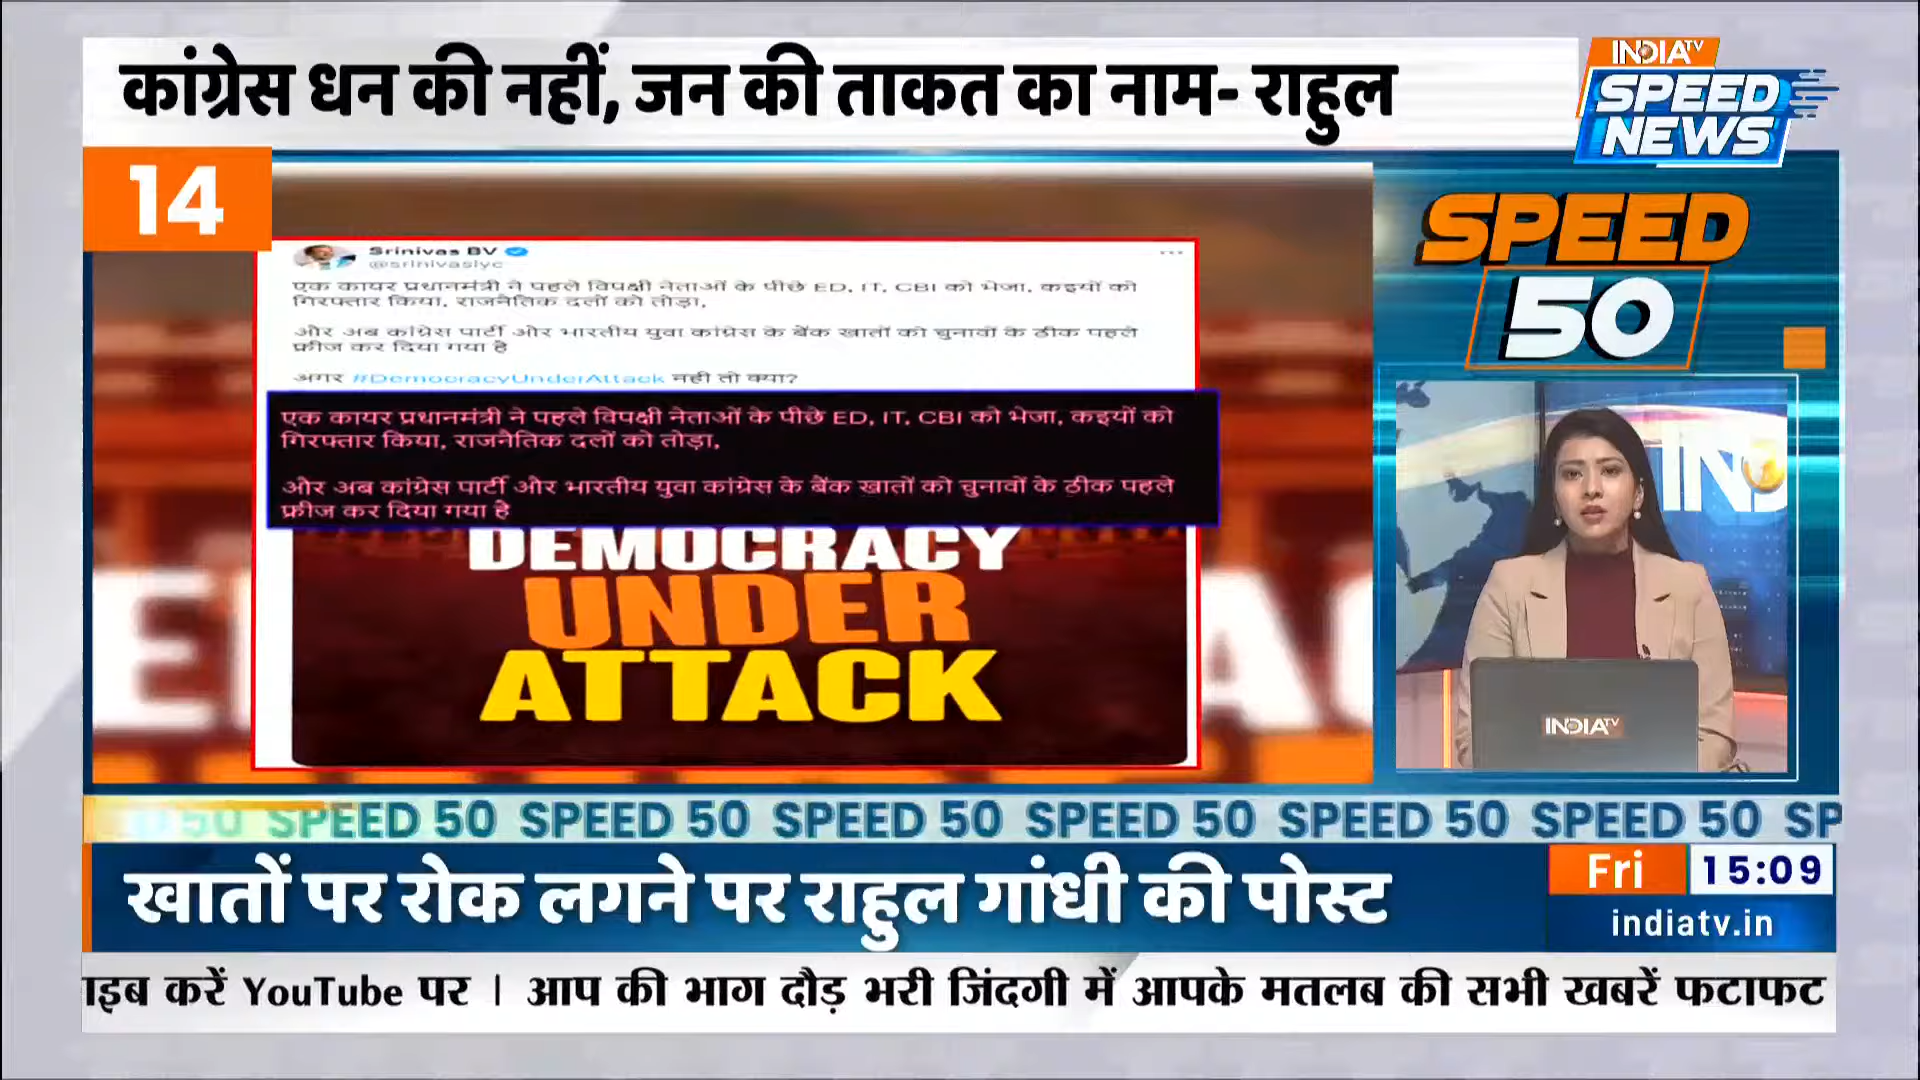 कांग्रेस धन की नहीं, जन की ताकत का नाम- राहुल
INDIA TV
SPEED
NEWS
14
SPEED
50
Srinivas BV
@srinivasiyc
एक कायर प्रधानमंत्री ने पहले विपक्षी नेताओं के पीछे ED, IT, CBI को भेजा, कइयों को
गिरफ्तार किया, राजनैतिक दलों को तोड़ा,
और अब कांग्रेस पार्टी और भारतीय युवा कांग्रेस के बैंक खातों को चुनावों के ठीक पहले
फ्रीज कर दिया गया है
अगर #DemocracyUnderAttack नही तो क्या?
एक कायर प्रधानमंत्री ने पहले विपक्षी नेताओं के पीछे ED, IT, CBI को भेजा, कइयों को
गिरफ्तार किया, राजनैतिक दलों को तोड़ा,
और अब कांग्रेस पार्टी और भारतीय युवा कांग्रेस के बैंक खातों को चुनावों के ठीक पहले
फ्रीज कर दिया गया है
DEMOCRACY
UNDER
ATTACK
INDIA TV
50 SPEED 50 SPEED 50 SPEED 50 SPEED 50 SPEED 50 SPEED 50 SP
खातों पर रोक लगने पर राहुल गांधी की पोस्ट
Fri 15:09
indiatv.in
ाइब करें YouTube पर | आप की भाग दौड़ भरी जिंदगी में आपके मतलब की सभी खबरें फटाफट